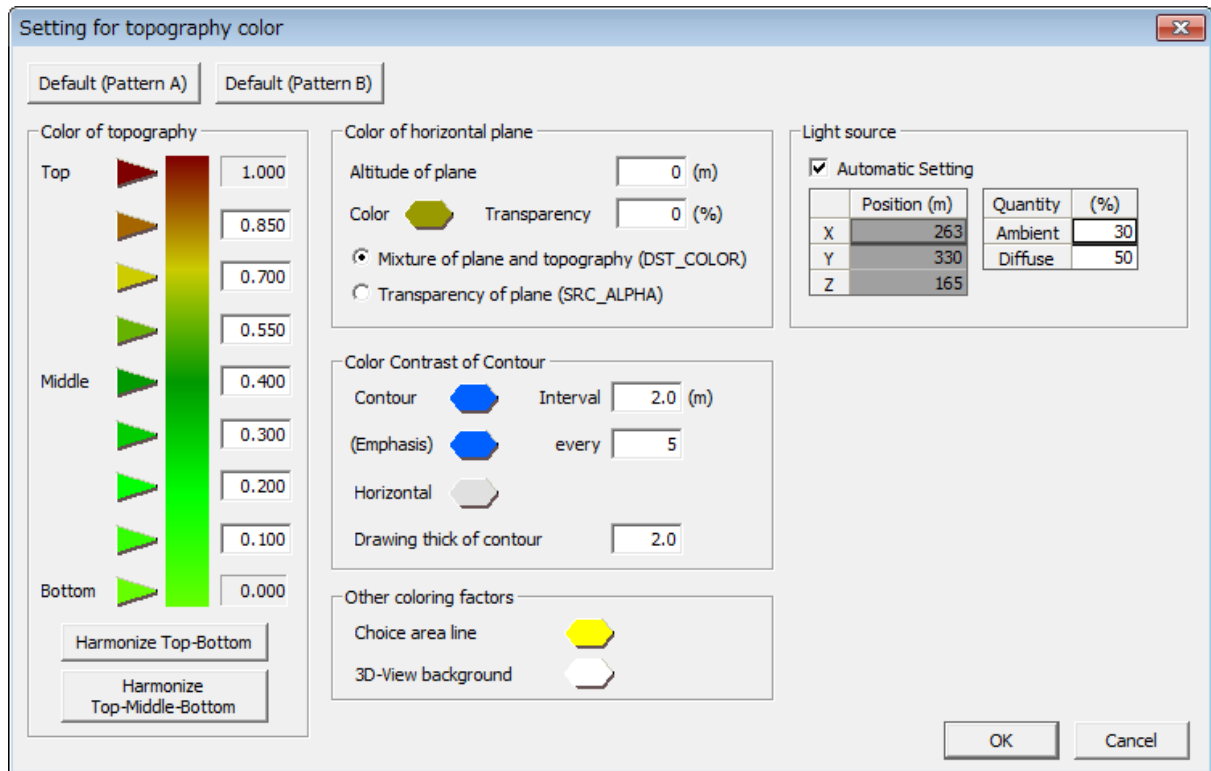 Setting for topography color
Default (Pattern A) Default (Pattern B)
Color of topography
Top 1.000
0.850
0.700
0.550
Middle 0.400
0.300
0.200
0.100
Bottom 0.000
Harmonize Top-Bottom
Harmonize
Top-Middle-Bottom
Color of horizontal plane
Altitude of plane 0 (m)
Color Transparency 0 (%)
Mixture of plane and topography (DST_COLOR)
Transparency of plane (SRC_ALPHA)
Color Contrast of Contour
Contour Interval 2.0 (m)
(Emphasis) every 5
Horizontal
Drawing thick of contour 2.0
Other coloring factors
Choice area line
3D-View background
Light source
Automatic Setting
Position (m)
X 263
Y 330
Z 165
Quantity (%)
Ambient 30
Diffuse 50
OK Cancel